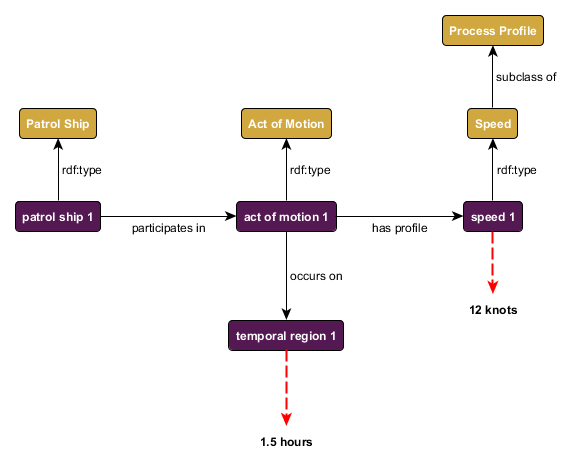 Process Profile
subclass of
Patrol Ship
Act of Motion
Speed
rdf:type
rdf:type
rdf:type
patrol ship 1
participates in
act of motion 1
has profile
speed 1
occurs on
12 knots
temporal region 1
1.5 hours